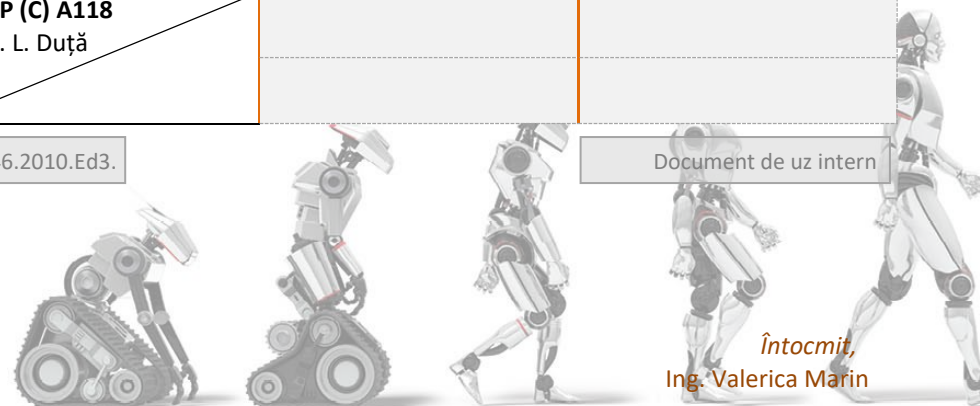 P (C) A118
. L. Duță
6.2010.Ed3.
Document de uz intern
Întocmit,
Ing. Valerica Marin